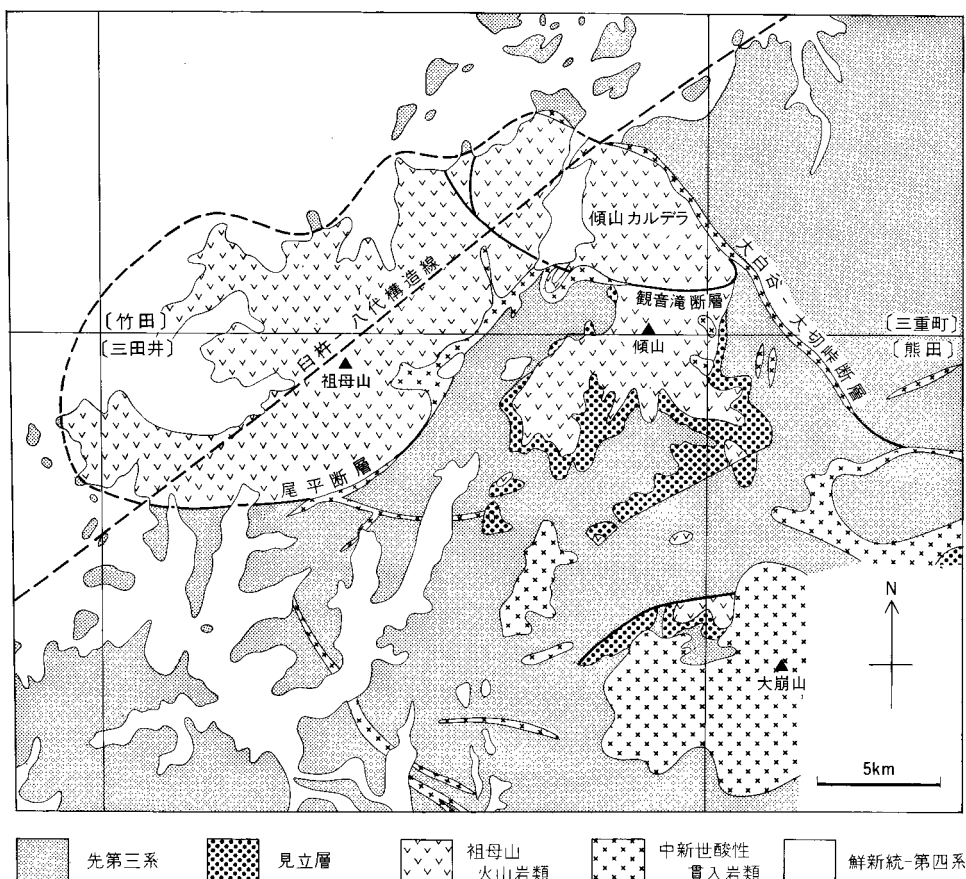 傾山カルデラ
大白谷-大切峠断層
臼杵 八代構造線
観音滝断層
〔竹田〕
〔三田井〕
〔三重町〕
〔熊田〕
傾山
祖母山
尾平断層
N
大崩山
5km
先第三系
見立層
祖母山
火山岩類
中新世酸性
貫入岩類
鮮新統-第四系